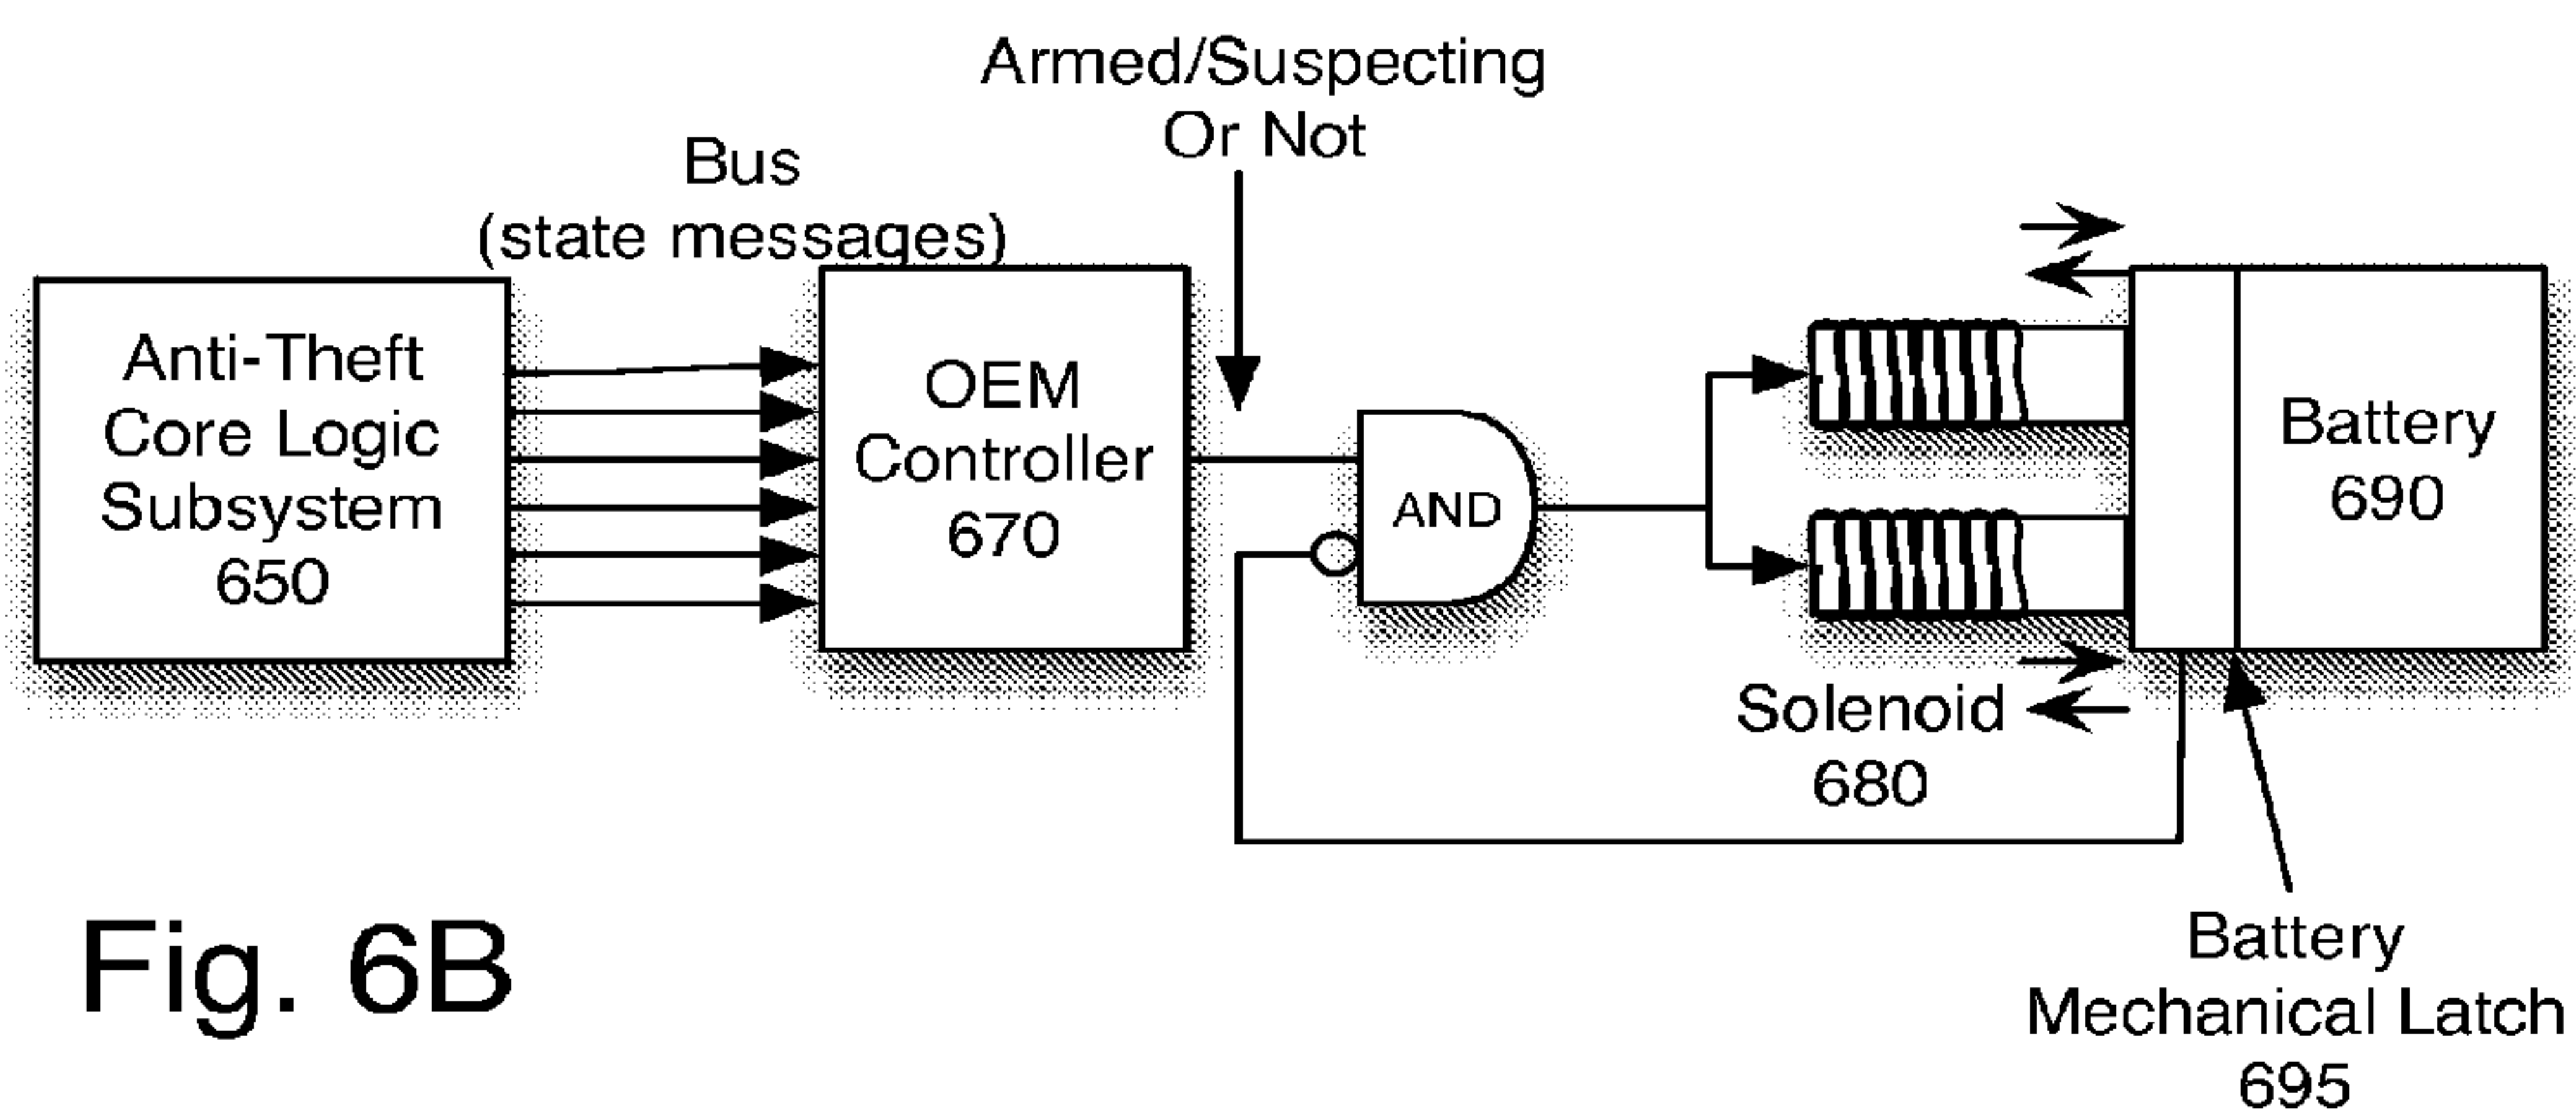 Armed/Suspecting
Or Not
Bus
(state messages)
Anti-Theft
Core Logic
Subsystem
650
OEM
Controller
670
AND
Battery
690
Solenoid
680
Battery
Mechanical Latch
695
Fig. 6B